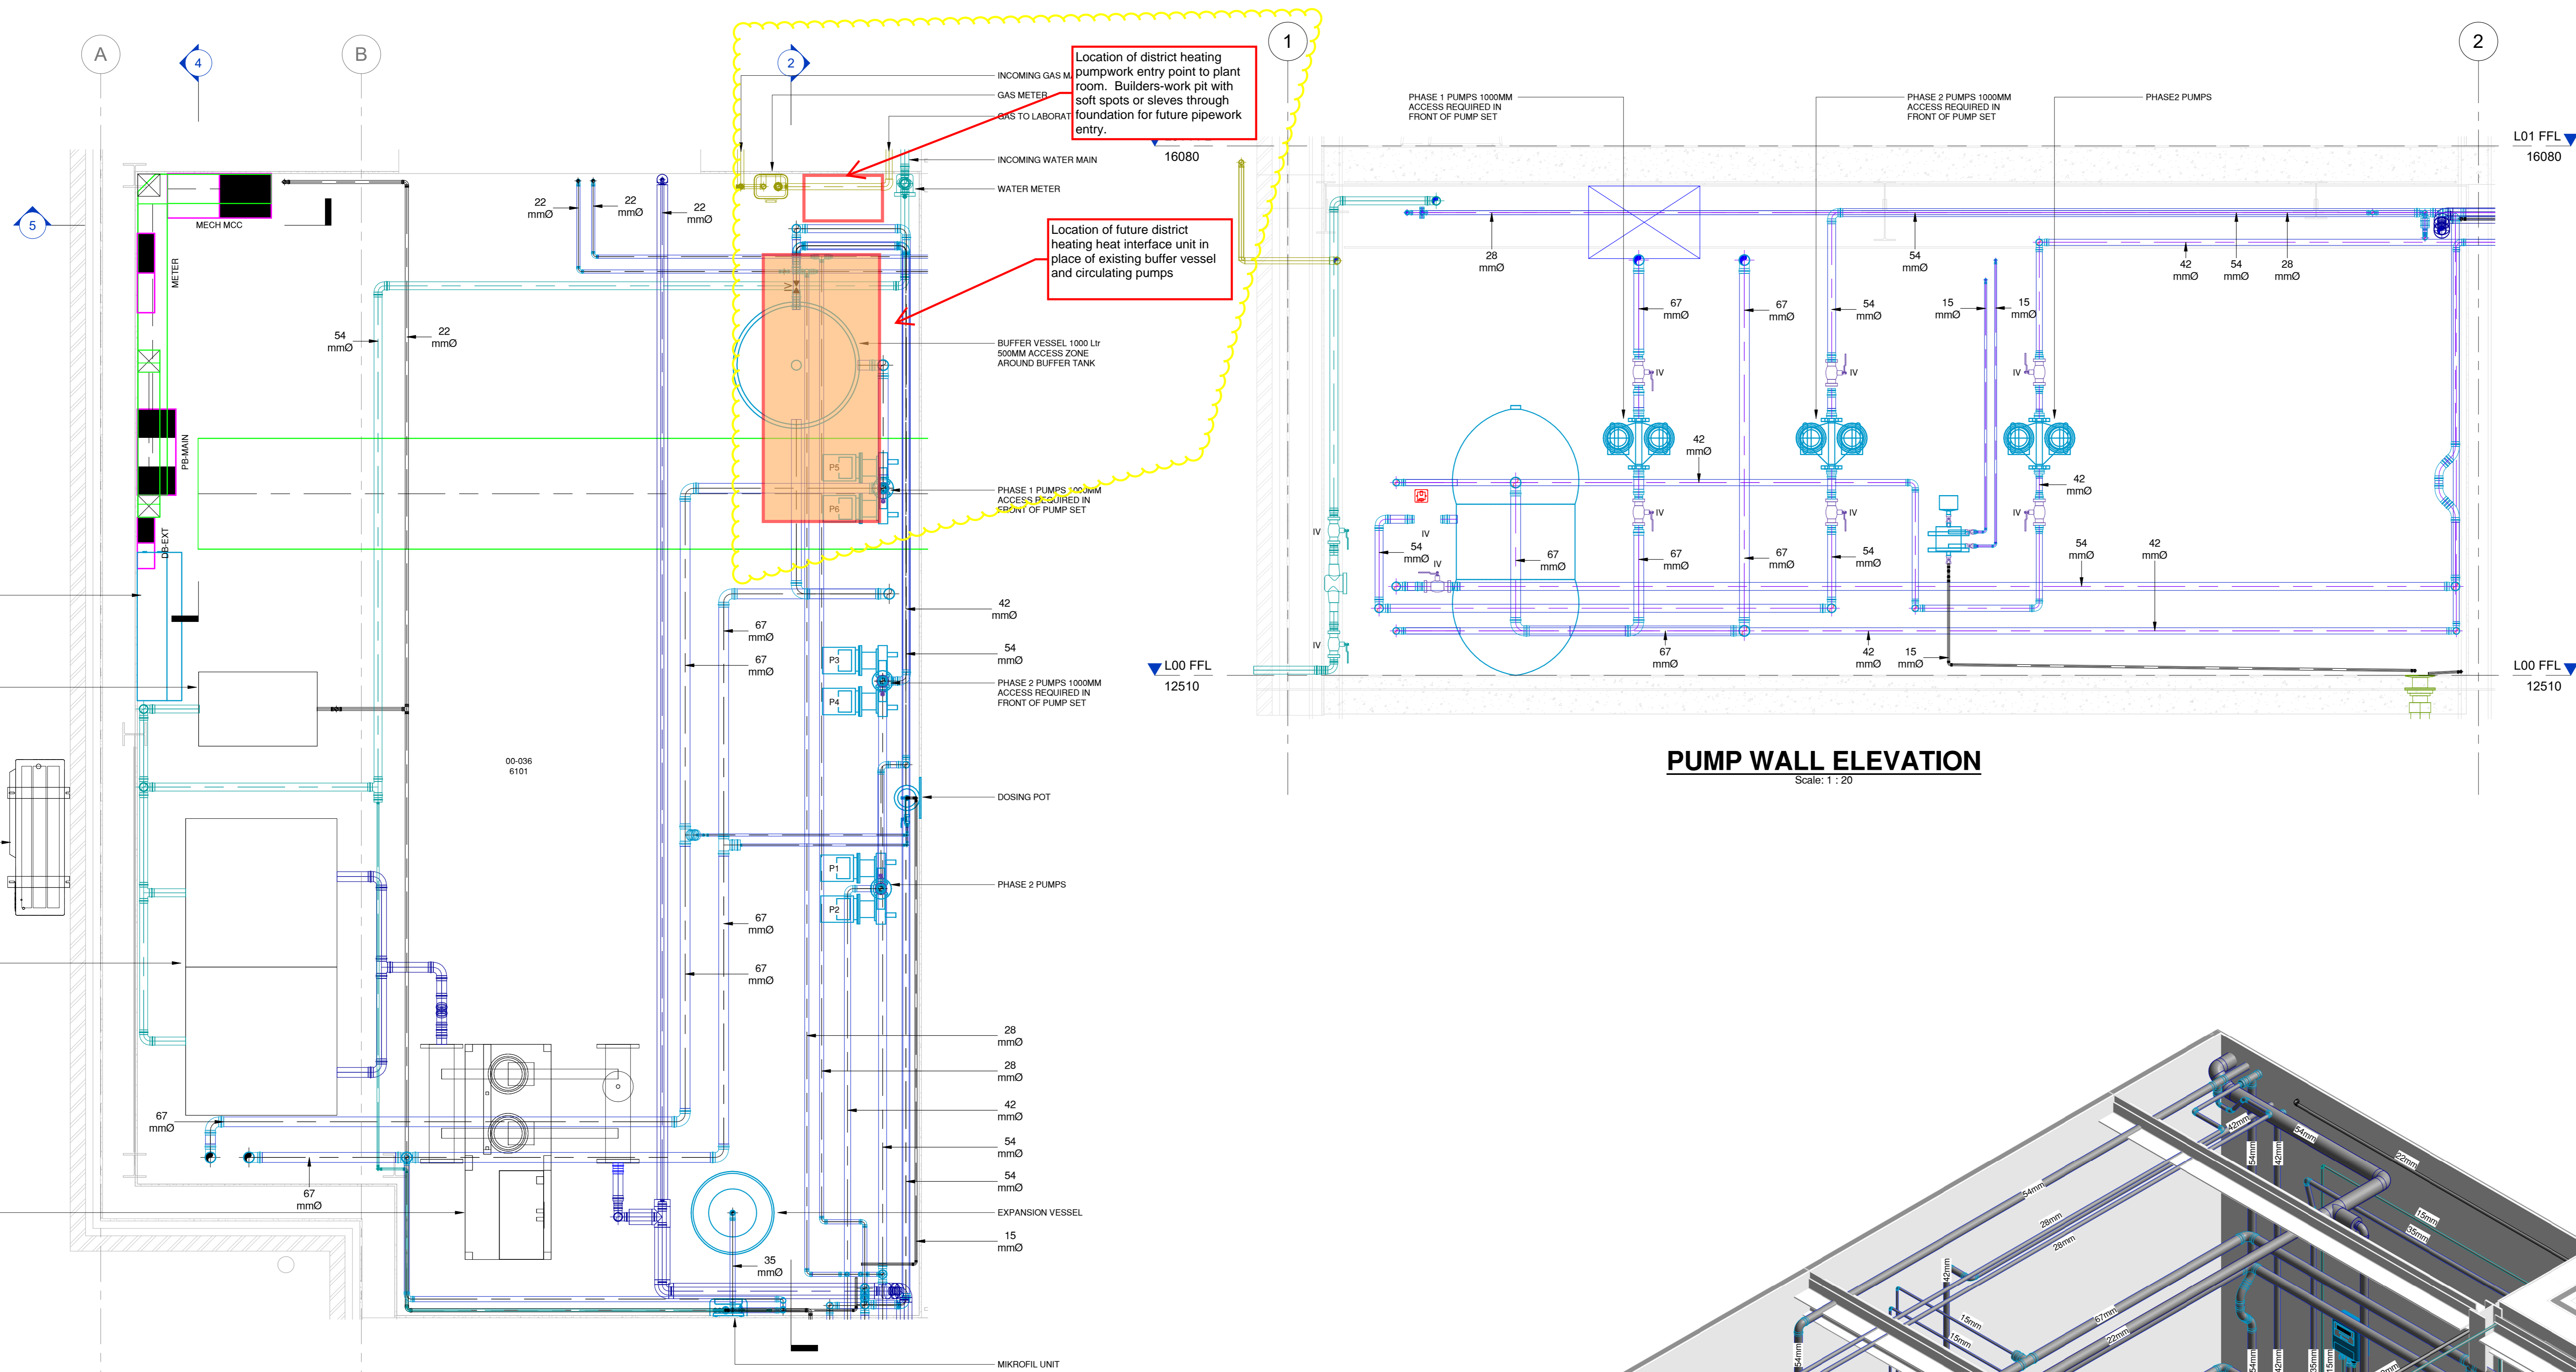 A
4
B
2
1
2
5
INCOMING GAS MA
GAS METER
GAS TO LABORAT
INCOMING WATER MAIN
WATER METER
Location of district heating
pumpwork entry point to plant
room. Builders-work pit with
soft spots or sleves through
foundation for future pipework
entry.
Location of future district
heating heat interface unit in
place of existing buffer vessel
and circulating pumps
MECH MCC
METER
PB-MAIN
DB-EXT
22
mmØ
22
mmØ
22
mmØ
54
mmØ
22
mmØ
IV
BUFFER VESSEL 1000 Ltr
500MM ACCESS ZONE
AROUND BUFFER TANK
P5
P6
PHASE 1 PUMPS 1000MM
ACCESS REQUIRED IN
FRONT OF PUMP SET
42
mmØ
67
mmØ
67
mmØ
54
mmØ
P3
P4
PHASE 2 PUMPS 1000MM
ACCESS REQUIRED IN
FRONT OF PUMP SET
00-036
6101
DOSING POT
P1
P2
PHASE 2 PUMPS
67
mmØ
67
mmØ
28
mmØ
28
mmØ
42
mmØ
54
mmØ
54
mmØ
67
mmØ
67
mmØ
EXPANSION VESSEL
15
mmØ
35
mmØ
MIKROFIL UNIT
PHASE 1 PUMPS 1000MM
ACCESS REQUIRED IN
FRONT OF PUMP SET
PHASE 2 PUMPS 1000MM
ACCESS REQUIRED IN
FRONT OF PUMP SET
PHASE2 PUMPS
16080
L01 FFL
16080
28
mmØ
54
mmØ
42
mmØ
54
mmØ
28
mmØ
67
mmØ
67
mmØ
54
mmØ
15
mmØ
15
mmØ
IV
IV
IV
42
mmØ
42
mmØ
IV
IV
IV
IV
IV
54
mmØ
IV
67
mmØ
67
mmØ
67
mmØ
54
mmØ
54
mmØ
42
mmØ
IV
67
mmØ
42
mmØ
15
mmØ
L00 FFL
12510
L00 FFL
12510
PUMP WALL ELEVATION
Scale: 1 : 20
42mm
54mm
54mm
42mm
22mm
54mm
15mm
35mm
28mm
28mm
42mm
67mm
22mm
15mm
15mm
54mm
54mm
42mm
35mm
15mm